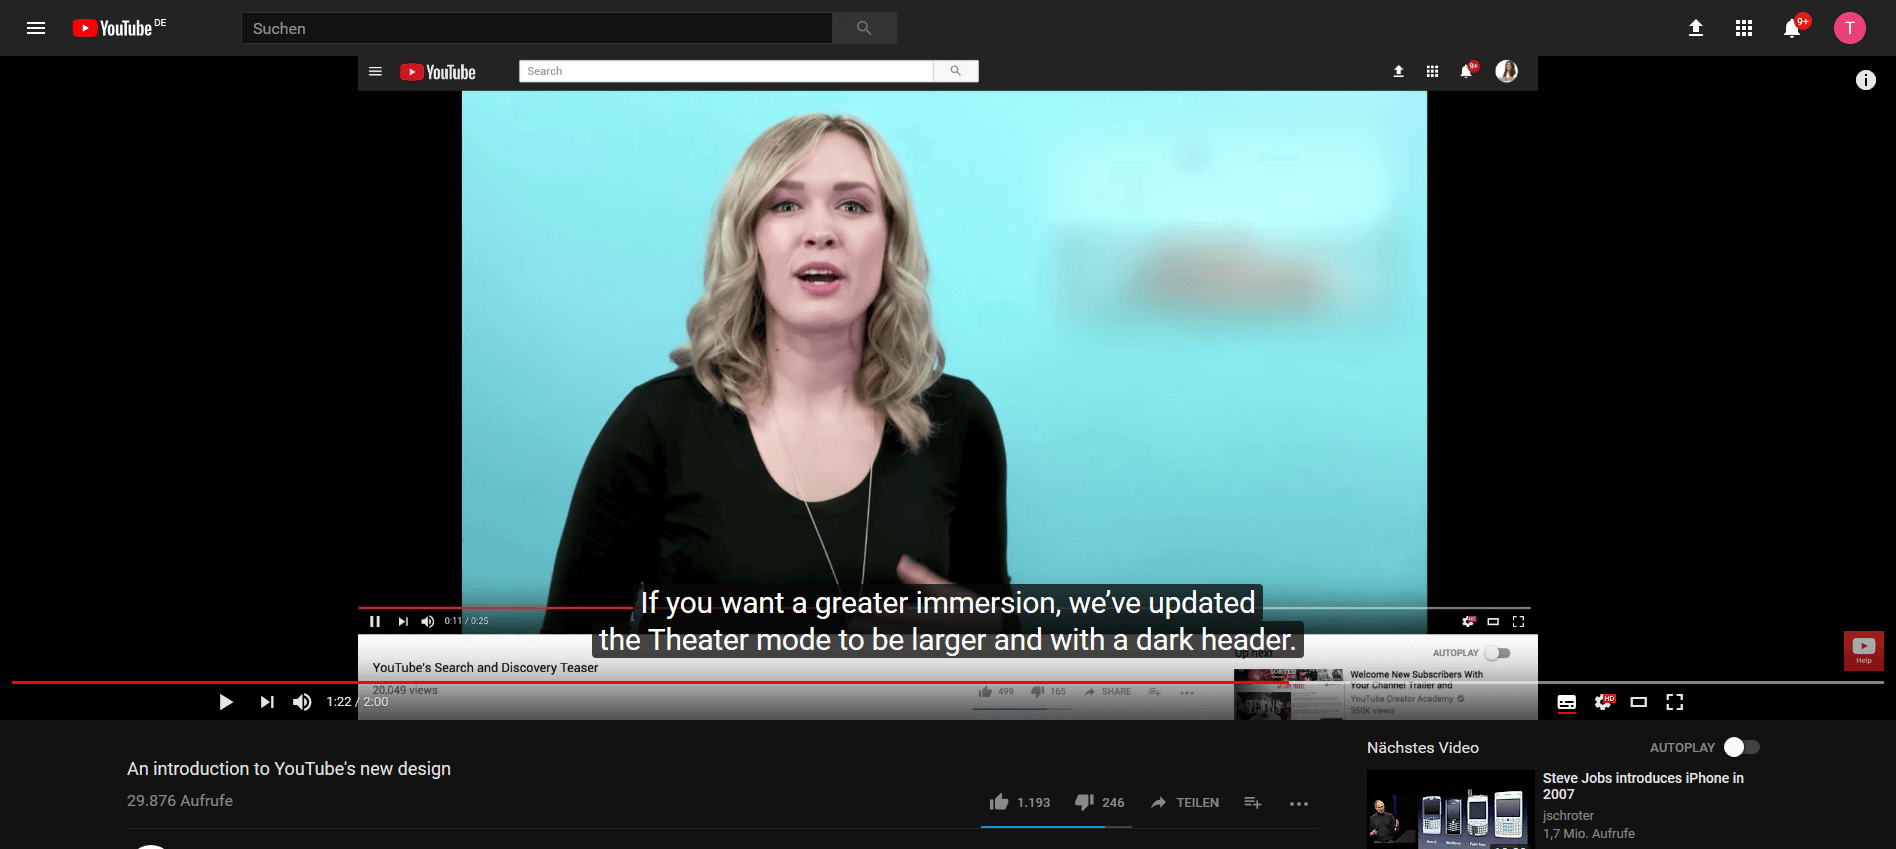 YouTube DE
Suchen
9+
T
YouTube
Search
9+
If you want a greater immersion, we’ve updated
the Theater mode to be larger and with a dark header.
0:11 / 0:25
HD
Up next
AUTOPLAY
YouTube's Search and Discovery Teaser
20,049 views
499
165
SHARE
Welcome New Subscribers With
Your Channel Trailer and
YouTube Creator Academy
350K views
Help
1:22 / 2:00
HD
An introduction to YouTube's new design
29.876 Aufrufe
1.193
246
TEILEN
Nächstes Video
AUTOPLAY
Steve Jobs introduces iPhone in
2007
jschroter
1,7 Mio. Aufrufe